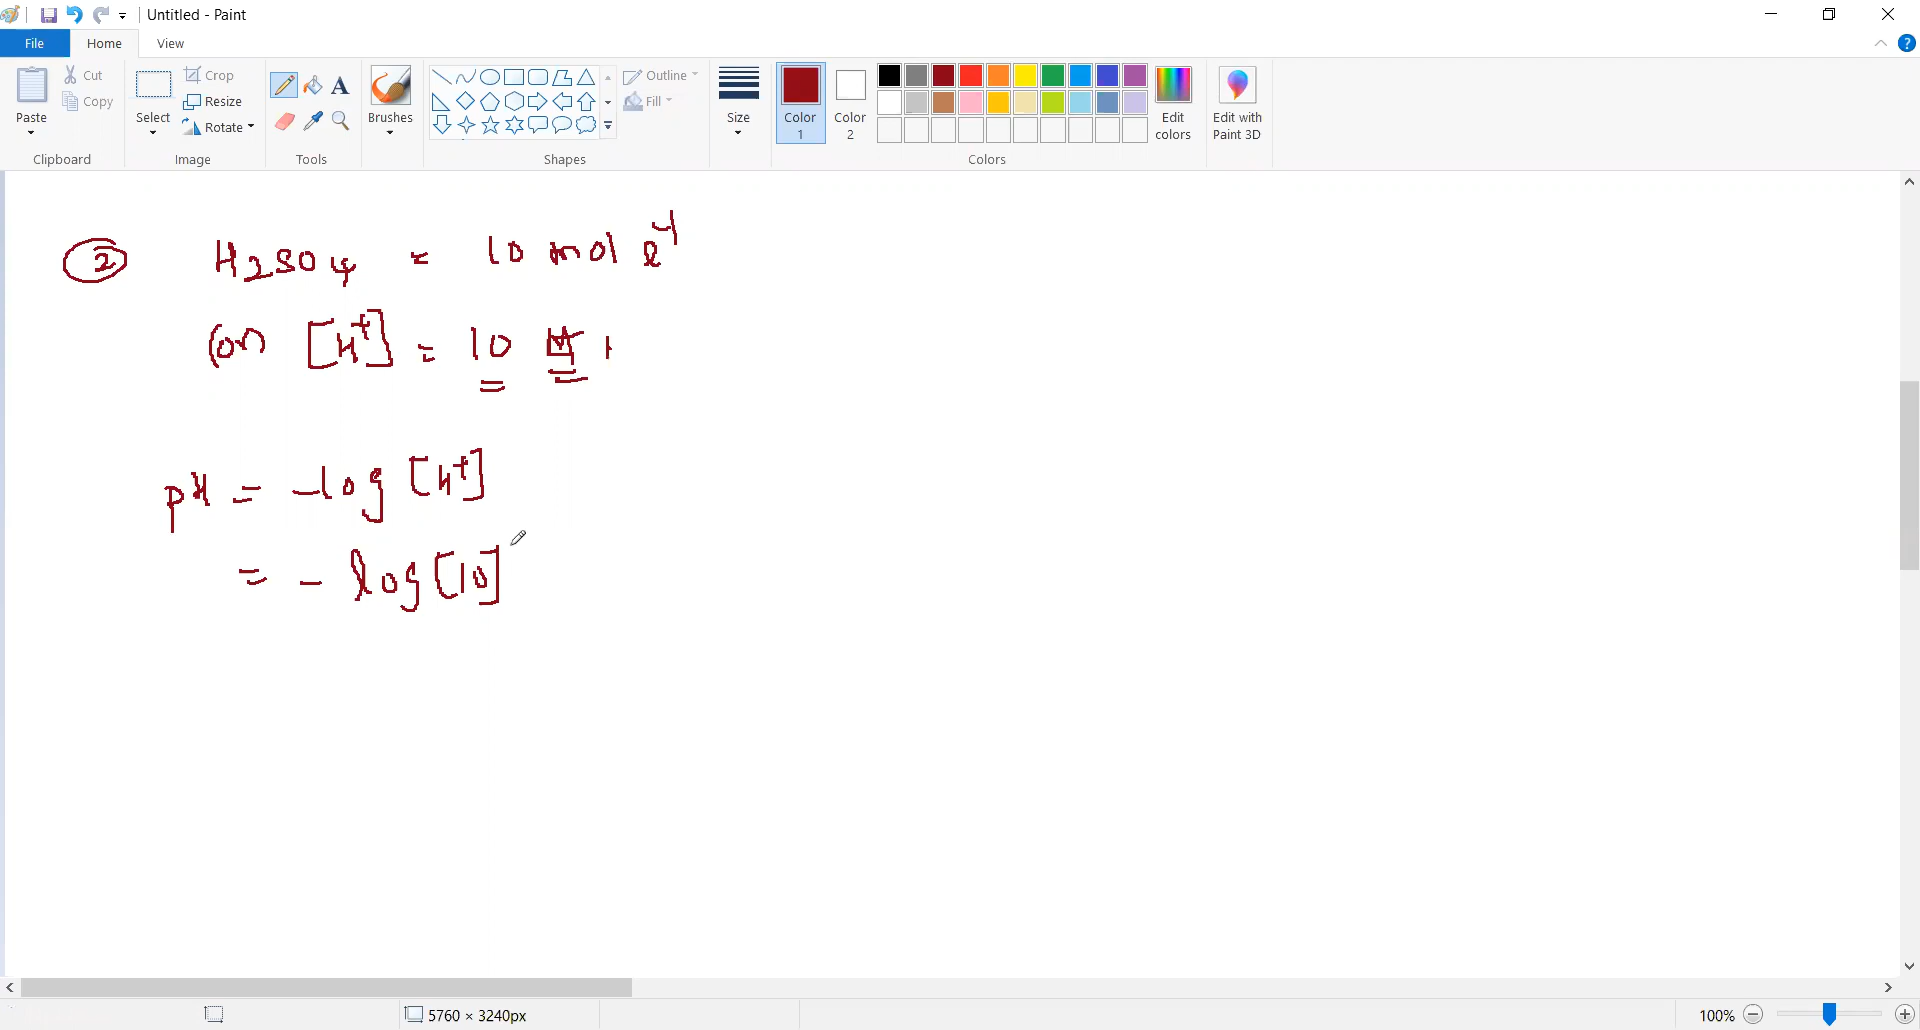 Untitled - Paint
File Home View
Paste Cut Copy Clipboard
Select Crop Resize Rotate Image
Tools
Brushes
Shapes Outline Fill
Size
Color 1
Color 2
Colors
Edit colors
Edit with Paint 3D
② H₂SO₄ = 10 mol l⁻¹
(or) [H⁺] = 10 M
pH = -log [H⁺]
= - log [10]
5760 × 3240px
100%